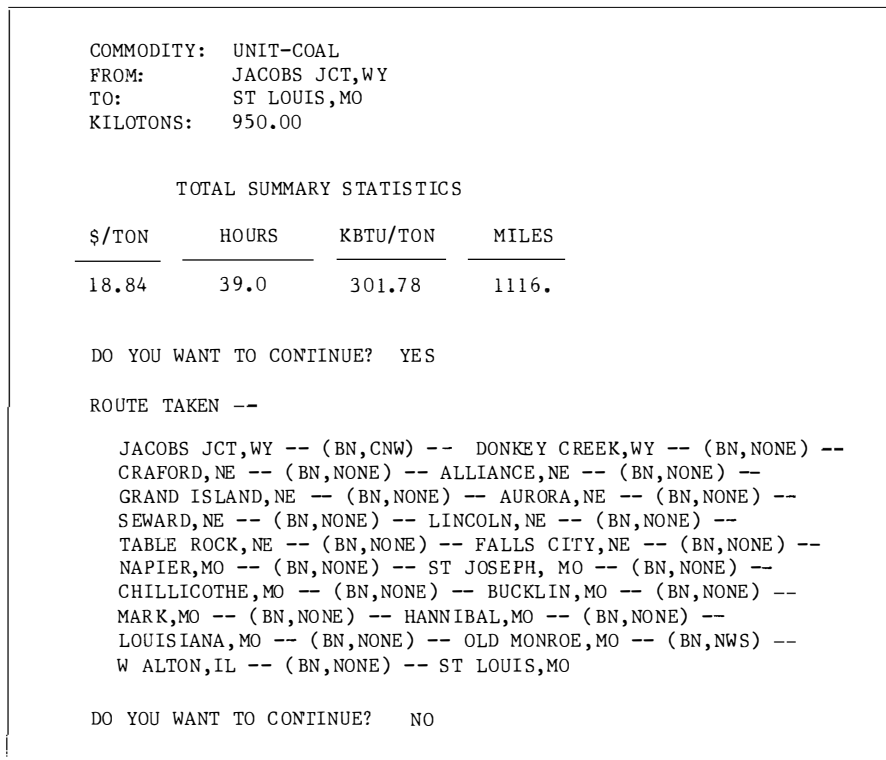 COMMODITY: UNIT-COAL
FROM: JACOBS JCT,WY
TO: ST LOUIS,MO
KILOTONS: 950.00
TOTAL SUMMARY STATISTICS
$/TON HOURS KBTU/TON MILES
18.84 39.0 301.78 1116.
DO YOU WANT TO CONTINUE? YES
ROUTE TAKEN --
JACOBS JCT,WY -- (BN,CNW) -- DONKEY CREEK,WY -- (BN,NONE) --
CRAFORD,NE -- (BN,NONE) -- ALLIANCE,NE -- (BN,NONE) --
GRAND ISLAND,NE -- (BN,NONE) -- AURORA,NE -- (BN,NONE) --
SEWARD,NE -- (BN,NONE) -- LINCOLN,NE -- (BN,NONE) --
TABLE ROCK,NE -- (BN,NONE) -- FALLS CITY,NE -- (BN,NONE) --
NAPIER,MO -- (BN,NONE) -- ST JOSEPH, MO -- (BN,NONE) --
CHILLICOTHE,MO -- (BN,NONE) -- BUCKLIN,MO -- (BN,NONE) --
MARK,MO -- (BN,NONE) -- HANNIBAL,MO -- (BN,NONE) --
LOUISIANA,MO -- (BN,NONE) -- OLD MONROE,MO -- (BN,NWS) --
W ALTON,IL -- (BN,NONE) -- ST LOUIS,MO
DO YOU WANT TO CONTINUE? NO